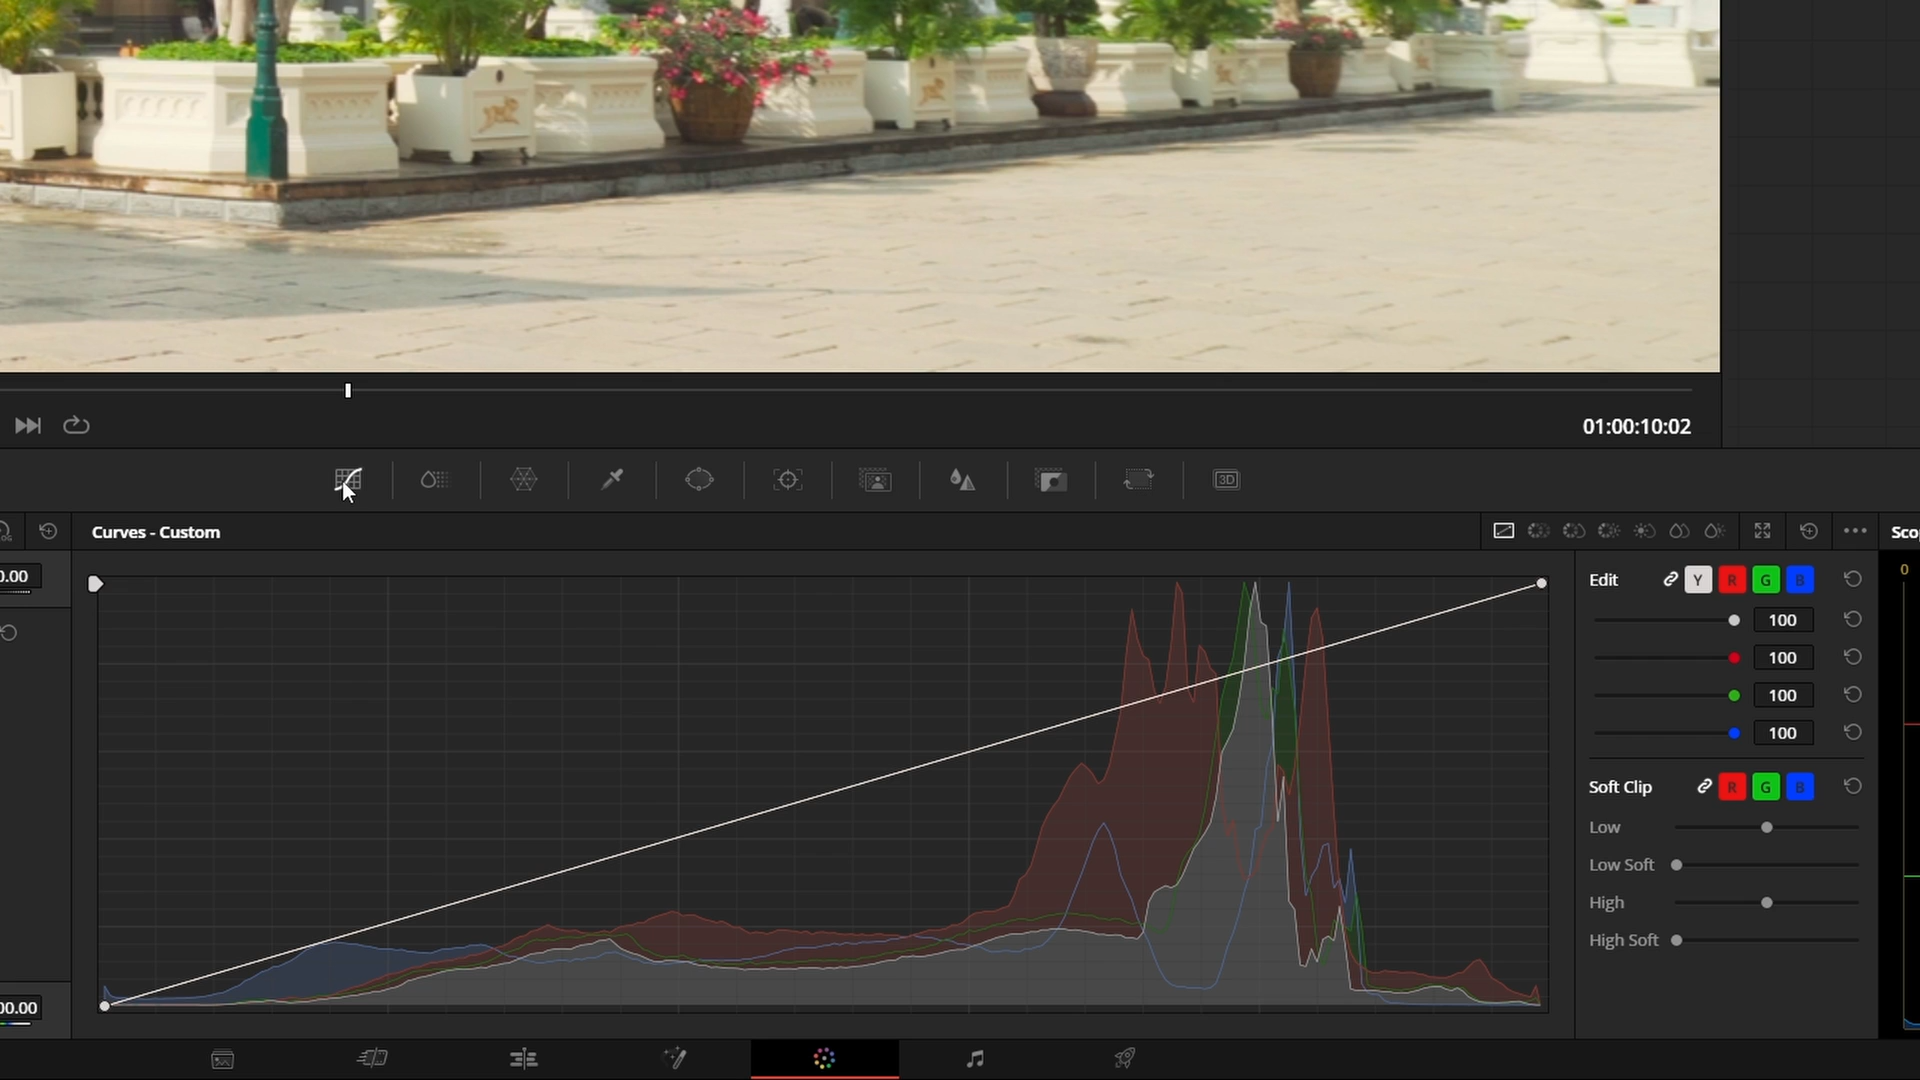 01:00:10:02
3D
Curves - Custom
Sco
0.00
0
Edit
Y
R
G
B
100
100
100
100
Soft Clip
R
G
B
Low
Low Soft
High
High Soft
00.00